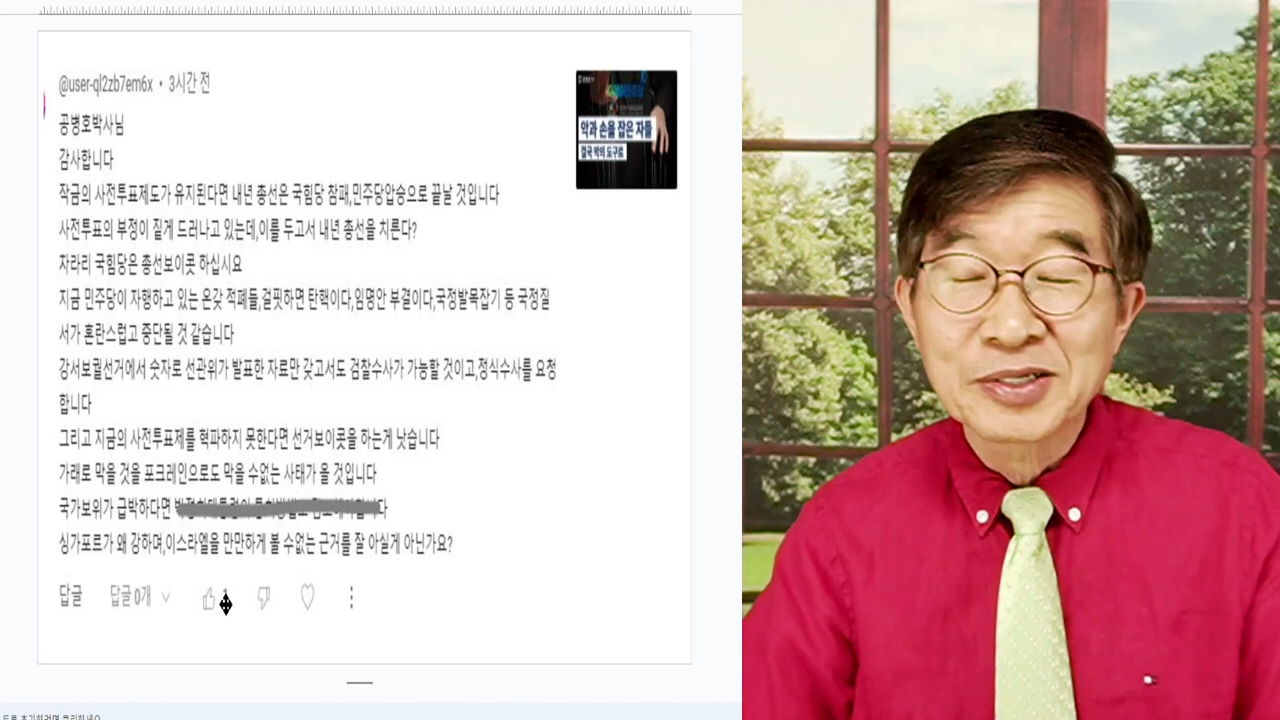 @user-ql2zb7em6x • 3시간 전
공병호박사님
감사합니다
작금의 사전투표제도가 유지된다면 내년 총선은 국힘당 참패,민주당압승으로 끝날 것입니다
사전투표의 부정이 짙게 드러나고 있는데,이를 두고서 내년 총선을 치른다?
차라리 국힘당은 총선보이콧 하십시요
지금 민주당이 자행하고 있는 온갖 적폐들,걸핏하면 탄핵이다,임명안 부결이다,국정발목잡기 등 국정질
서가 혼란스럽고 중단될 것 같습니다
강서보궐선거에서 숫자로 선관위가 발표한 자료만 갖고서도 검찰수사가 가능할 것이고,정식수사를 요청
합니다
그리고 지금의 사전투표제를 혁파하지 못한다면 선거보이콧을 하는게 낫습니다
가래로 막을 것을 포크레인으로도 막을 수없는 사태가 올 것입니다
국가보위가 급박하다면
싱가포르가 왜 강하며,이스라엘을 만만하게 볼 수없는 근거를 잘 아실게 아닌가요?
답글 답글 0개
악과 손을 잡은 자들
결국 악의 도구로